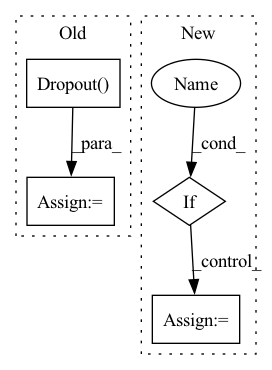 Old
New
Dropout()
Name
_para_
_cond_
Assign:=
If
_control_
Assign:=